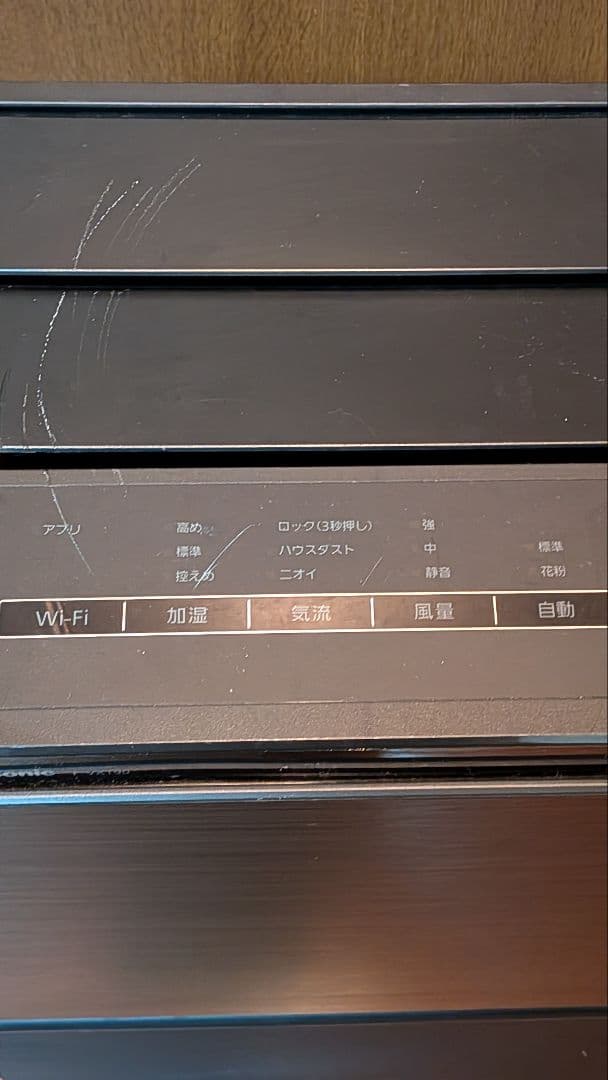 アプリ 高め ロック(3秒押し) 強
標準 ハウスダスト 中 標準
控えめ ニオイ 静音 花粉
Wi-Fi 加湿 気流 風量 自動